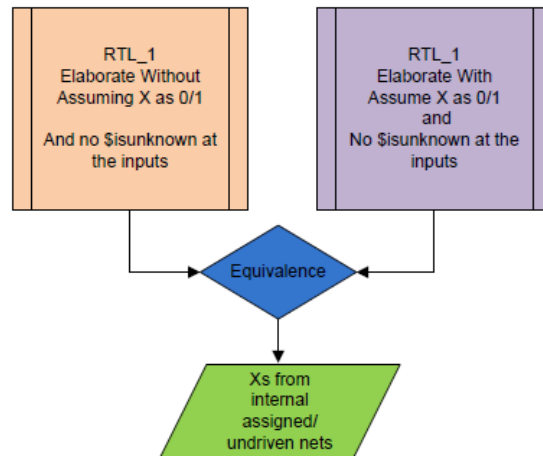 RTL_1
Elaborate Without
Assuming X as 0/1
And no $isunknown at
the inputs
RTL_1
Elaborate With
Assume X as 0/1
and
No $isunknown at the
inputs
Equivalence
Xs from
internal
assigned/
undriven nets